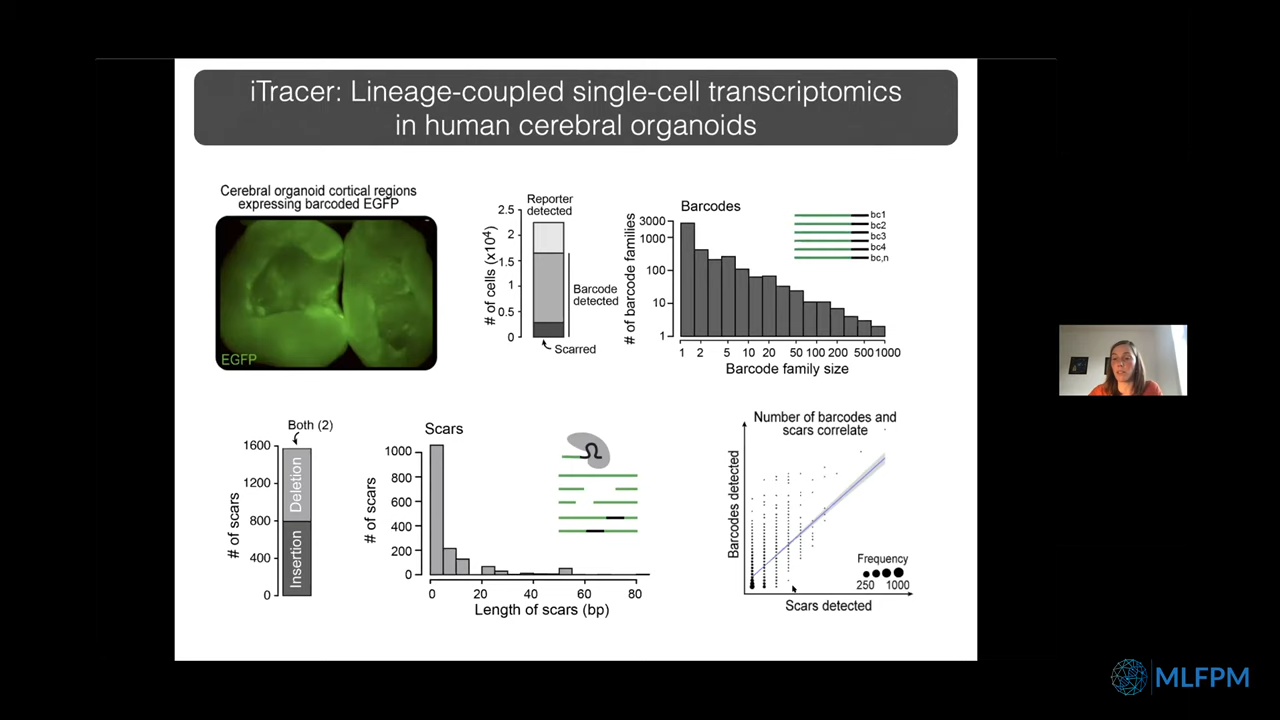 iTracer: Lineage-coupled single-cell transcriptomics
in human cerebral organoids
Cerebral organoid cortical regions
expressing barcoded EGFP
EGFP
Reporter
detected
# of cells (x10⁴)
2.5
2
1.5
1
0.5
0
Barcode
detected
Scarred
Barcodes
# of barcode families
3000
1000
100
10
1
1 2 5 10 20 50 100 200 500 1000
Barcode family size
bc1
bc2
bc3
bc4
bc,n
Both (2)
# of scars
1600
1200
800
400
0
Deletion
Insertion
Scars
# of scars
1000
800
600
400
200
0
0 20 40 60 80
Length of scars (bp)
Number of barcodes and
scars correlate
Barcodes detected
Frequency
250 1000
Scars detected
MLFPM